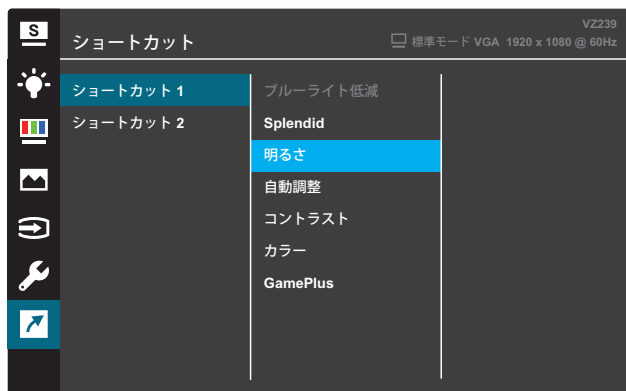 S
VZ239
ショートカット
標準モード VGA 1920 x 1080 @ 60Hz
ショートカット 1
ショートカット 2
ブルーライト低減
Splendid
明るさ
自動調整
コントラスト
カラー
GamePlus